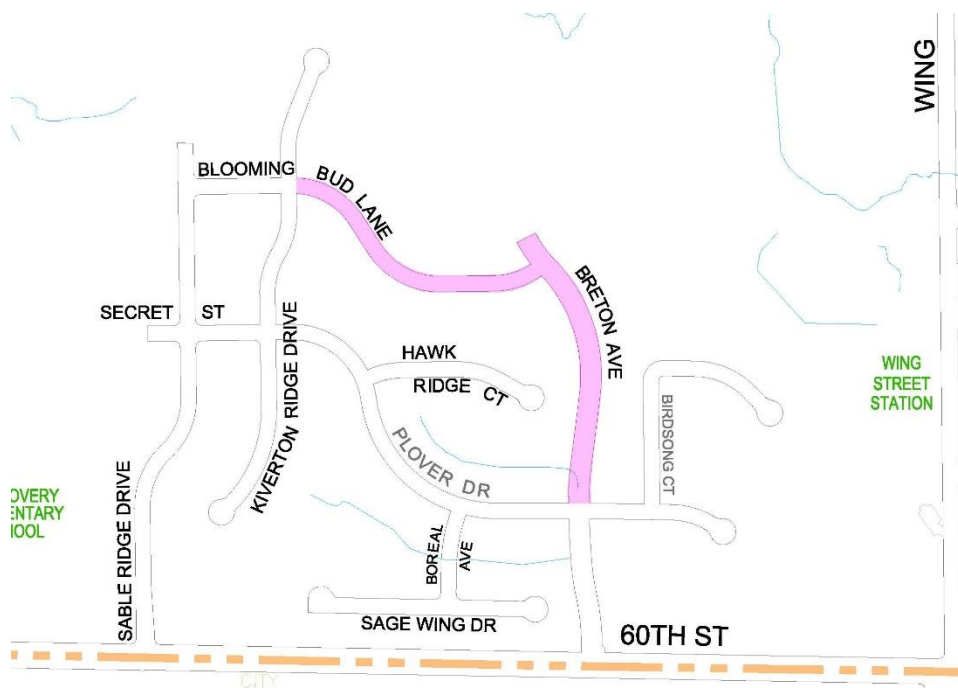 WING
BLOOMING
BUD LANE
BRETON AVE
SECRET ST
HAWK
RIDGE CT
KIVERTON RIDGE DRIVE
WING
STREET
STATION
BIRDSONG CT
PLOVER DR
SABLE RIDGE DRIVE
OVERY
ENTARY
HOOL
BOREAL
AVE
SAGE WING DR
60TH ST
CITY